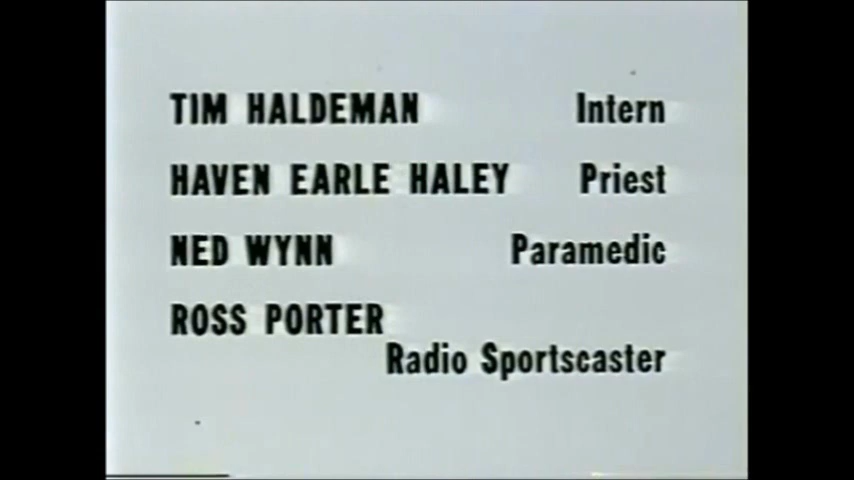 TIM HALDEMAN Intern
HAVEN EARLE HALEY Priest
NED WYNN Paramedic
ROSS PORTER
Radio Sportscaster